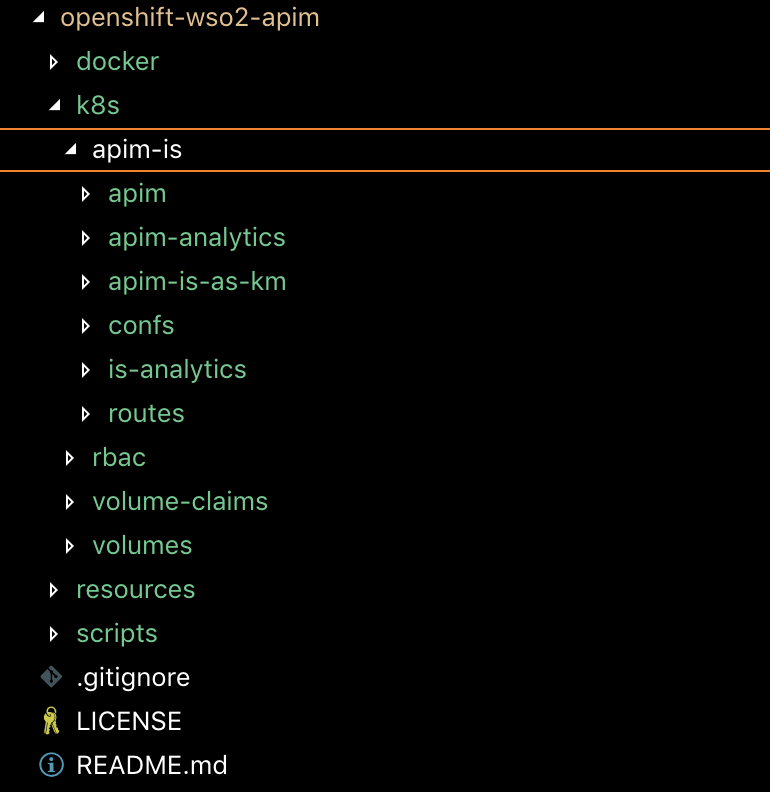 openshift-wso2-apim
docker
k8s
apim-is
apim
apim-analytics
apim-is-as-km
confs
is-analytics
routes
rbac
volume-claims
volumes
resources
scripts
.gitignore
LICENSE
README.md